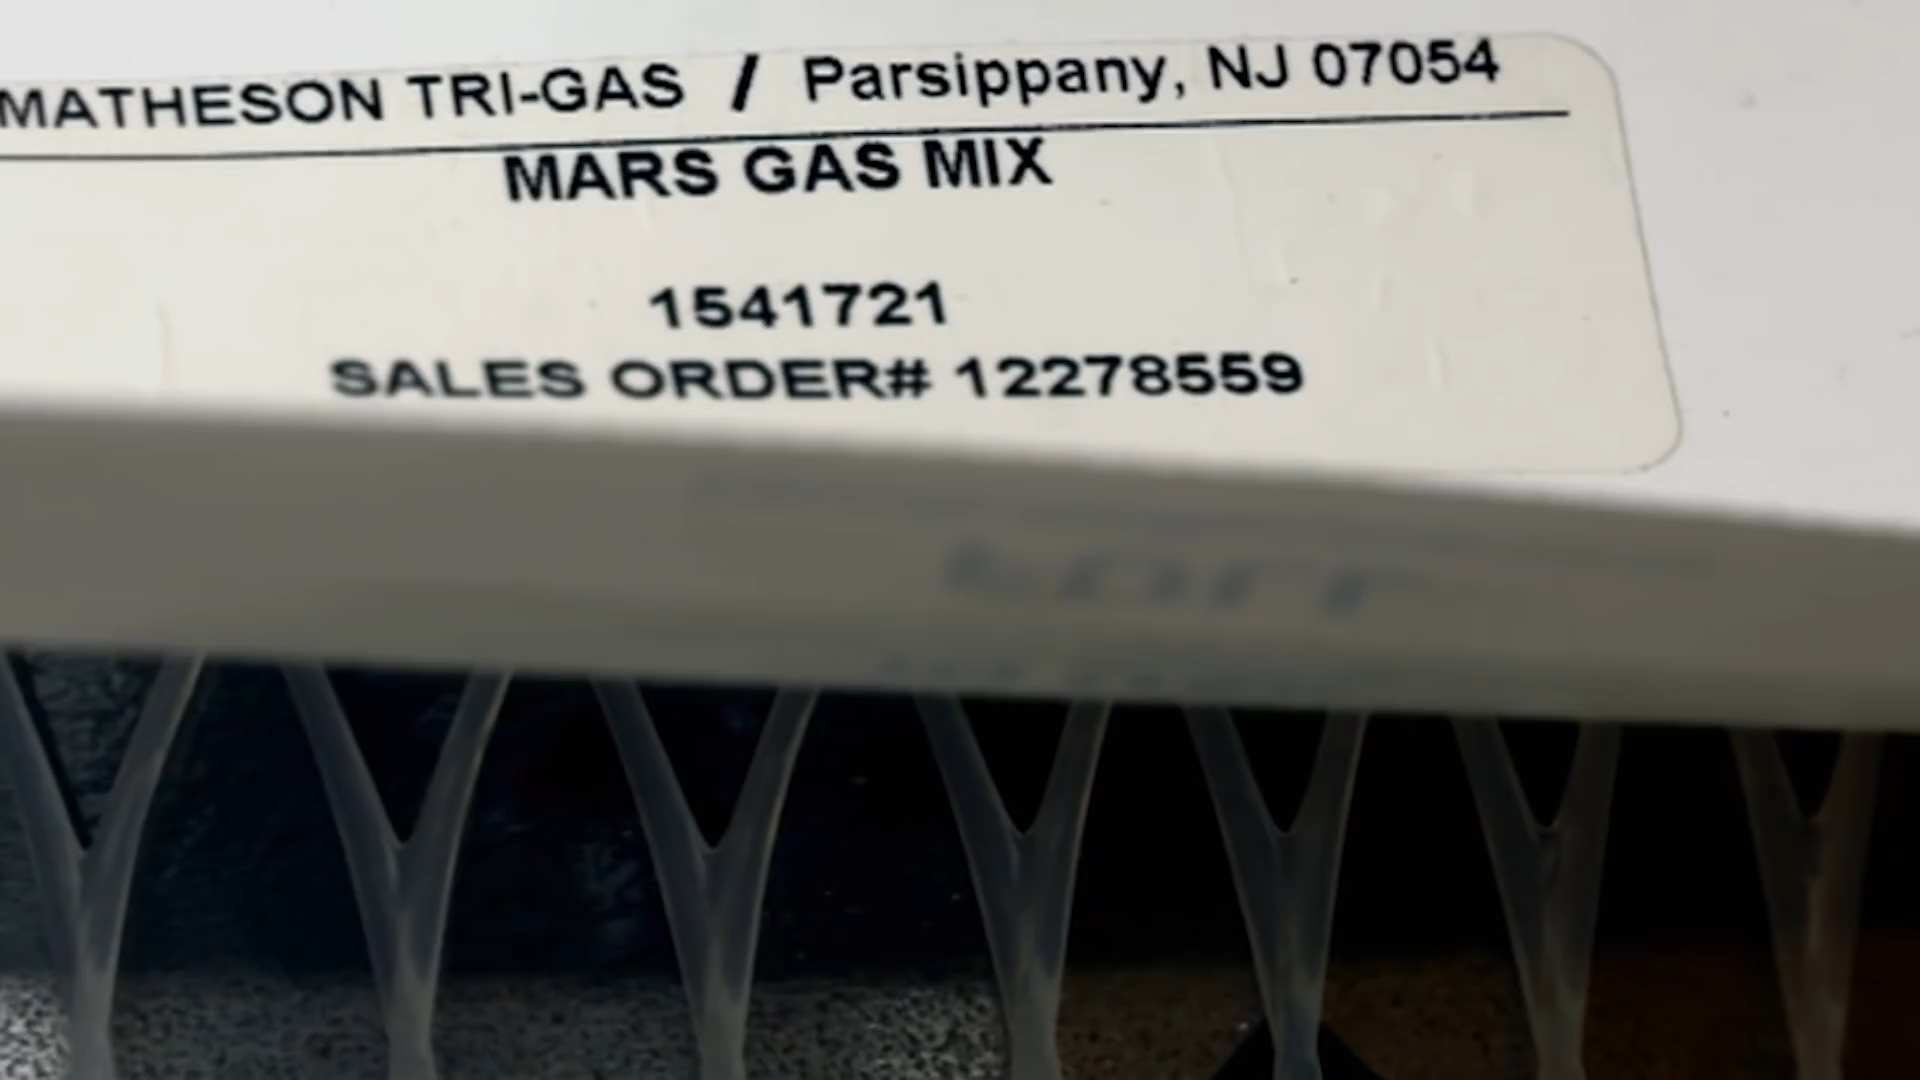 MATHESON TRI-GAS / Parsippany, NJ 07054
MARS GAS MIX
1541721
SALES ORDER# 12278559